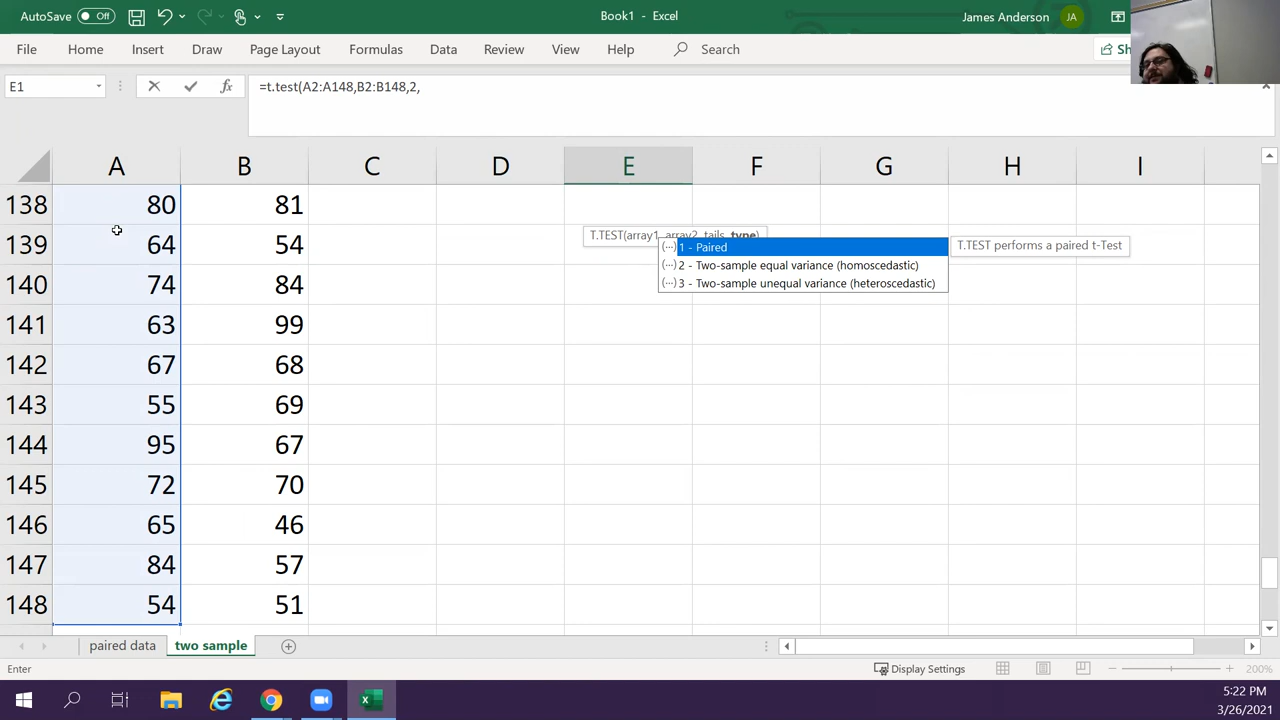 AutoSave Off Book1 - Excel James Anderson JA
File Home Insert Draw Page Layout Formulas Data Review View Help Search Sh
E1 fx =t.test(A2:A148,B2:B148,2,
A B C D E F G H I
138 80 81
139 64 54
140 74 84
141 63 99
142 67 68
143 55 69
144 95 67
145 72 70
146 65 46
147 84 57
148 54 51
T.TEST(array1, array2, tails, type)
(...) 1 - Paired
(...) 2 - Two-sample equal variance (homoscedastic)
(...) 3 - Two-sample unequal variance (heteroscedastic)
T.TEST performs a paired t-Test
paired data two sample
Enter Display Settings 200%
5:22 PM
3/26/2021